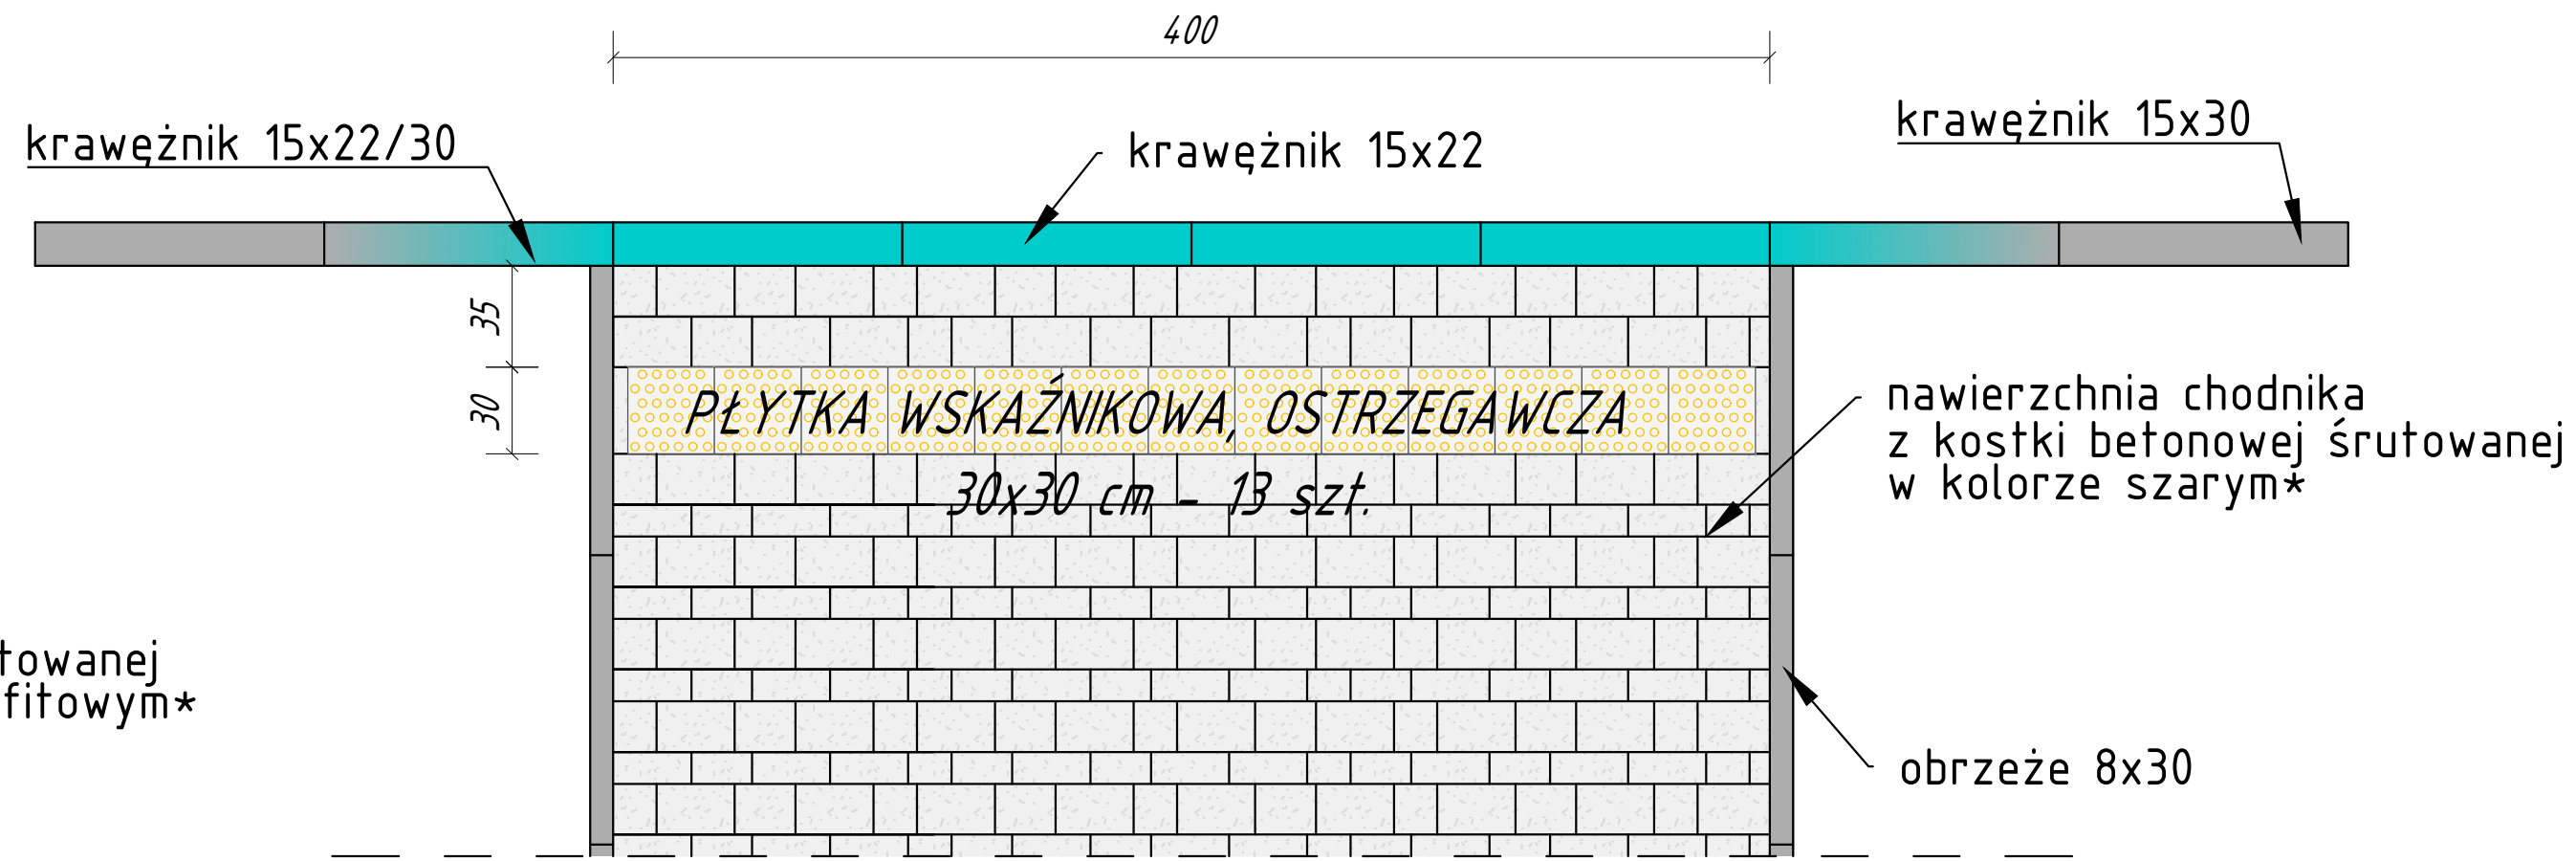 400
krawężnik 15x22/30
krawężnik 15x22
krawężnik 15x30
35
30
PŁYTKA WSKAŹNIKOWA, OSTRZEGAWCZA
30x30 cm - 13 szt.
nawierzchnia chodnika
z kostki betonowej śrutowanej
w kolorze szarym*
towanej
fitowym*
obrzeże 8x30